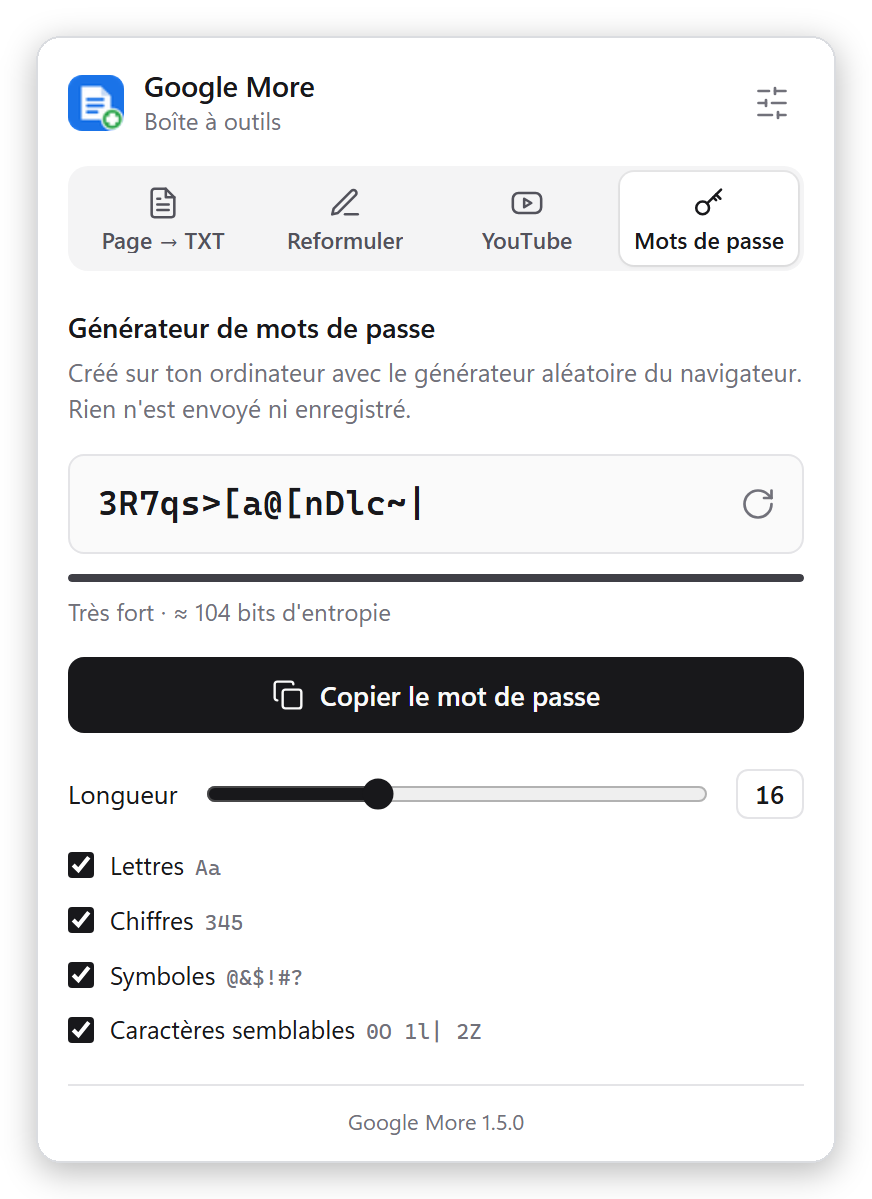 Google More
Boîte à outils
Page → TXT
Reformuler
YouTube
Mots de passe
Générateur de mots de passe
Créé sur ton ordinateur avec le générateur aléatoire du navigateur.
Rien n'est envoyé ni enregistré.
3R7qs>[a@[nDlc~|
Très fort · ≈ 104 bits d'entropie
Copier le mot de passe
Longueur
16
Lettres Aa
Chiffres 345
Symboles @&$!#?
Caractères semblables 0O 1l| 2Z
Google More 1.5.0